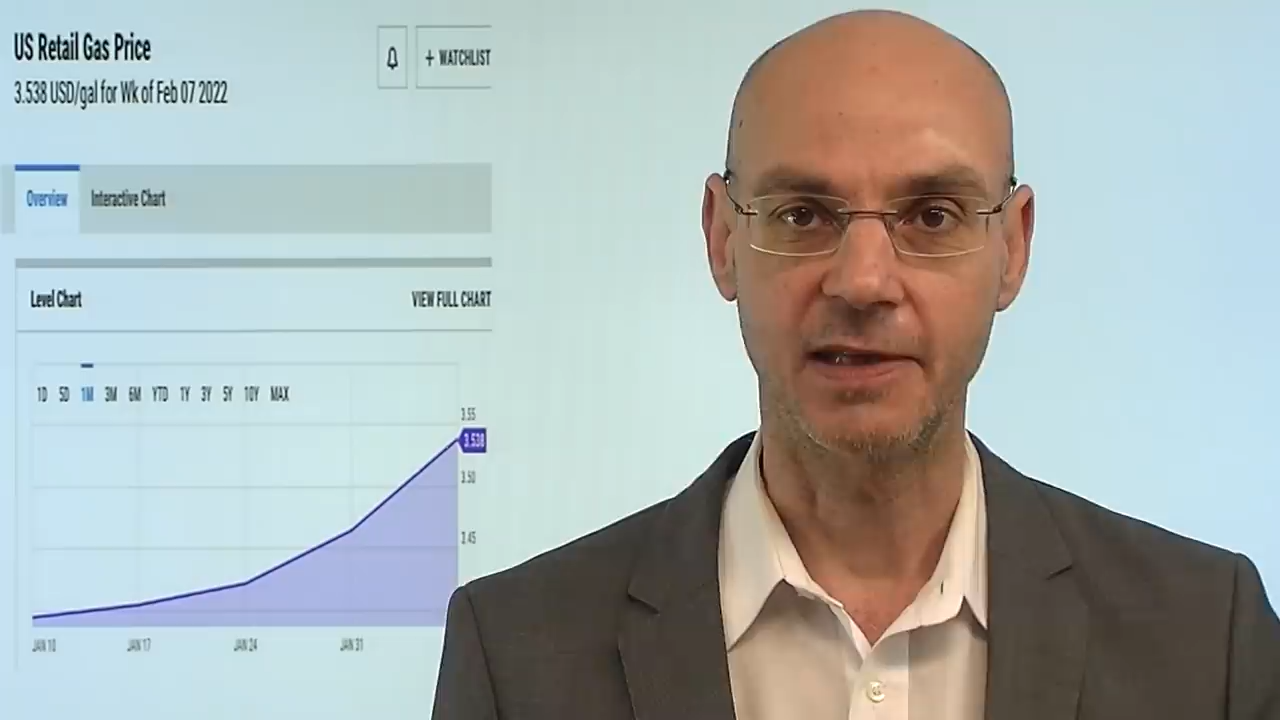 US Retail Gas Price
3.538 USD/gal for Wk of Feb 07 2022
+ WATCHLIST
Overview
Interactive Chart
Level Chart
VIEW FULL CHART
1D 5D 1M 3M 6M YTD 1Y 3Y 5Y 10Y MAX
3.55
3.538
3.50
3.45
JAN 10 JAN 17 JAN 24 JAN 31